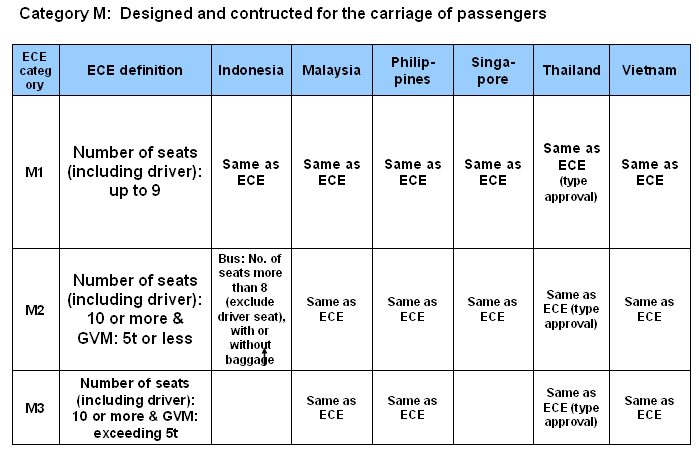 Category M:  Designed and contructed for the carriage of passengers
ECE
categ
ory
ECE definition
Indonesia
Malaysia
Philip-
pines
Singa-
pore
Thailand
Vietnam
M1
Number of seats
(including driver):
up to 9
Same as
ECE
Same as
ECE
Same as
ECE
Same as
ECE
Same as
ECE
(type
approval)
Same as
ECE
M2
Number of seats
(including driver):
10 or more &
GVM: 5t or less
Bus: No. of
seats more
than 8
(exclude
driver seat),
with or
without
baggage
Same as
ECE
Same as
ECE
Same as
ECE
Same as
ECE (type
approval)
Same as
ECE
M3
Number of seats
(including driver):
10 or more & GVM:
exceeding 5t
Same as
ECE
Same as
ECE
Same as
ECE (type
approval)
Same as
ECE